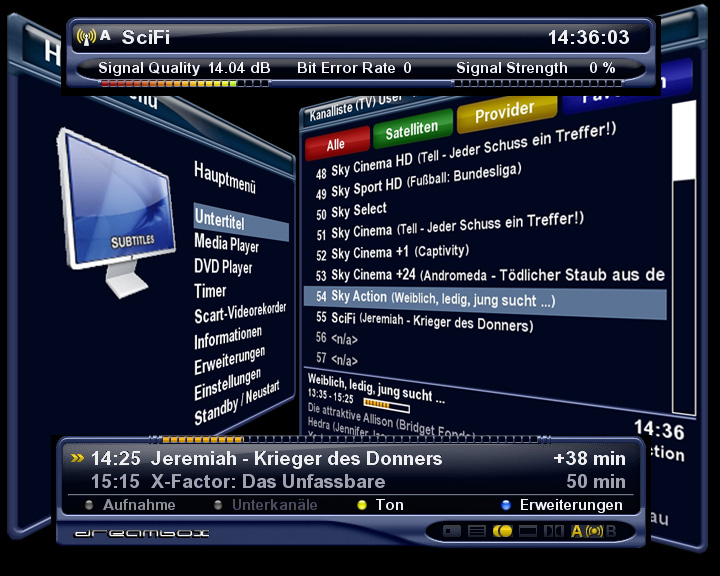 A SciFi 14:36:03
Signal Quality 14.04 dB Bit Error Rate 0 Signal Strength 0 %
Kanalliste (TV) User
Alle Satelliten Provider
48 Sky Cinema HD (Tell - Jeder Schuss ein Treffer!)
49 Sky Sport HD (Fußball: Bundesliga)
50 Sky Select
51 Sky Cinema (Tell - Jeder Schuss ein Treffer!)
52 Sky Cinema +1 (Captivity)
53 Sky Cinema +24 (Andromeda - Tödlicher Staub aus de
54 Sky Action (Weiblich, ledig, jung sucht ...)
55 SciFi (Jeremiah - Krieger des Donners)
56 <n/a>
57 <n/a>
SUBTITLES
Hauptmenü
Untertitel
Media Player
DVD Player
Timer
Scart-Videorekorder
Informationen
Erweiterungen
Einstellungen
Standby / Neustart
Weiblich, ledig, jung sucht ...
13:35 - 15:25
Die attraktive Allison (Bridget Fonda)
Hedra (Jennifer,
14:36
ction
au
14:25 Jeremiah - Krieger des Donners +38 min
15:15 X-Factor: Das Unfassbare 50 min
Aufnahme Unterkanäle Ton Erweiterungen
dreambox A B